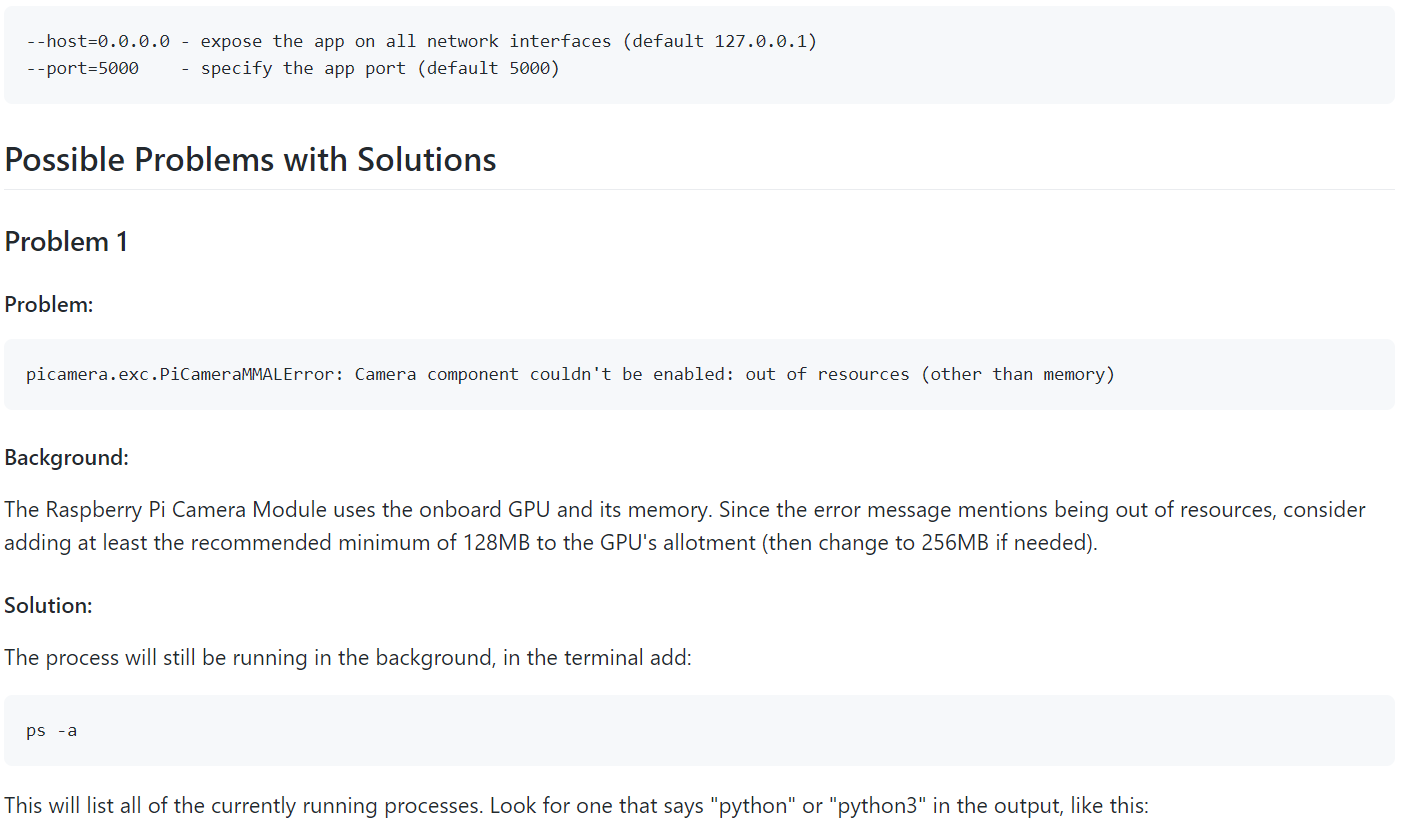 --host=0.0.0.0 - expose the app on all network interfaces (default 127.0.0.1)
--port=5000    - specify the app port (default 5000)
Possible Problems with Solutions
Problem 1
Problem:
picamera.exc.PiCameraMMALError: Camera component couldn't be enabled: out of resources (other than memory)
Background:
The Raspberry Pi Camera Module uses the onboard GPU and its memory. Since the error message mentions being out of resources, consider
adding at least the recommended minimum of 128MB to the GPU's allotment (then change to 256MB if needed).
Solution:
The process will still be running in the background, in the terminal add:
ps -a
This will list all of the currently running processes. Look for one that says "python" or "python3" in the output, like this: